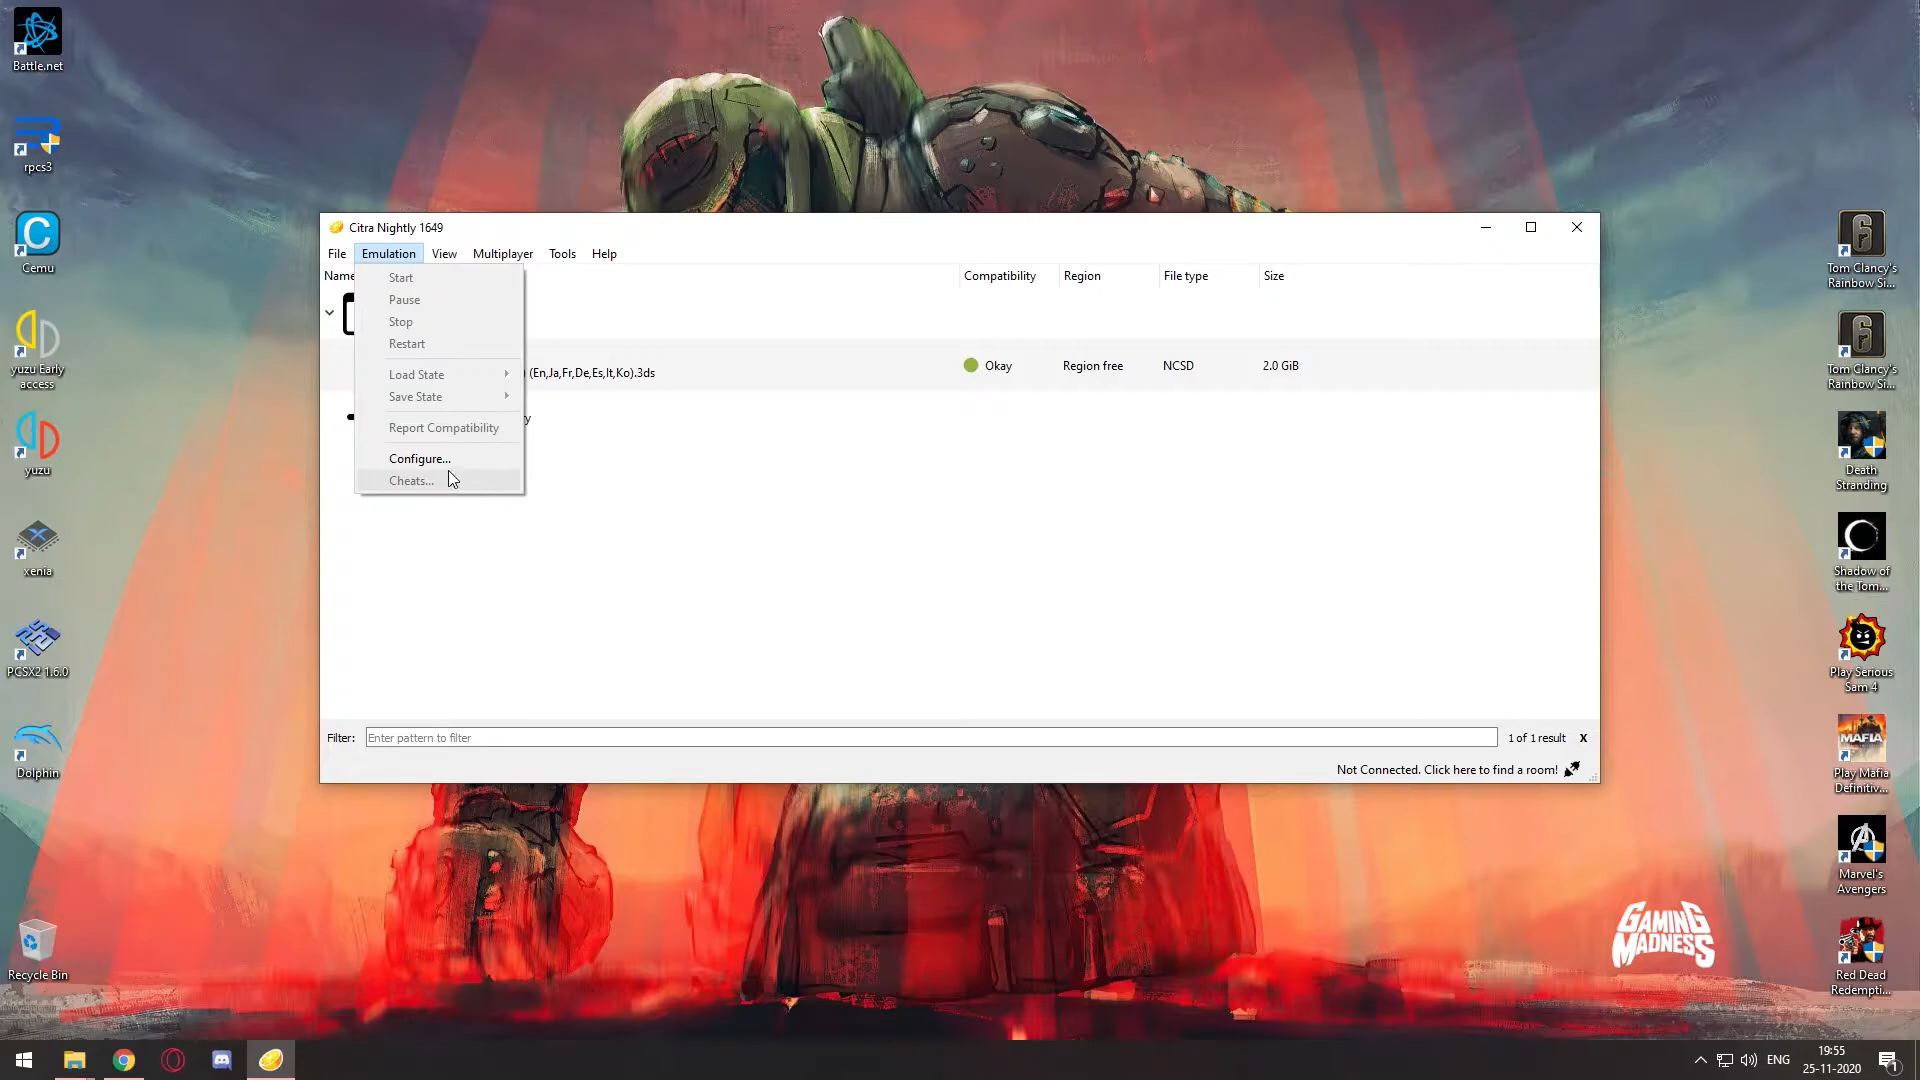 Battle.net
rpcs3
Cemu
yuzu Early
access
yuzu
xenia
PCSX2 1.6.0
Dolphin
Recycle Bin
Citra Nightly 1649
File Emulation View Multiplayer Tools Help
Name Compatibility Region File type Size
Start
Pause
Stop
Restart
Load State
Save State
Report Compatibility
Configure...
Cheats...
) (En,Ja,Fr,De,Es,It,Ko).3ds
Okay Region free NCSD 2.0 GiB
y
Filter: Enter pattern to filter 1 of 1 result X
Not Connected. Click here to find a room!
6
Tom Clancy's
Rainbow Si...
6
Tom Clancy's
Rainbow Si...
Death
Stranding
Shadow of
the Tom...
Play Serious
Sam 4
MAFIA
Play Mafia
Definitiv...
Marvel's
Avengers
Red Dead
Redempti...
GAMING
MADNESS
ENG
19:55
25-11-2020
1